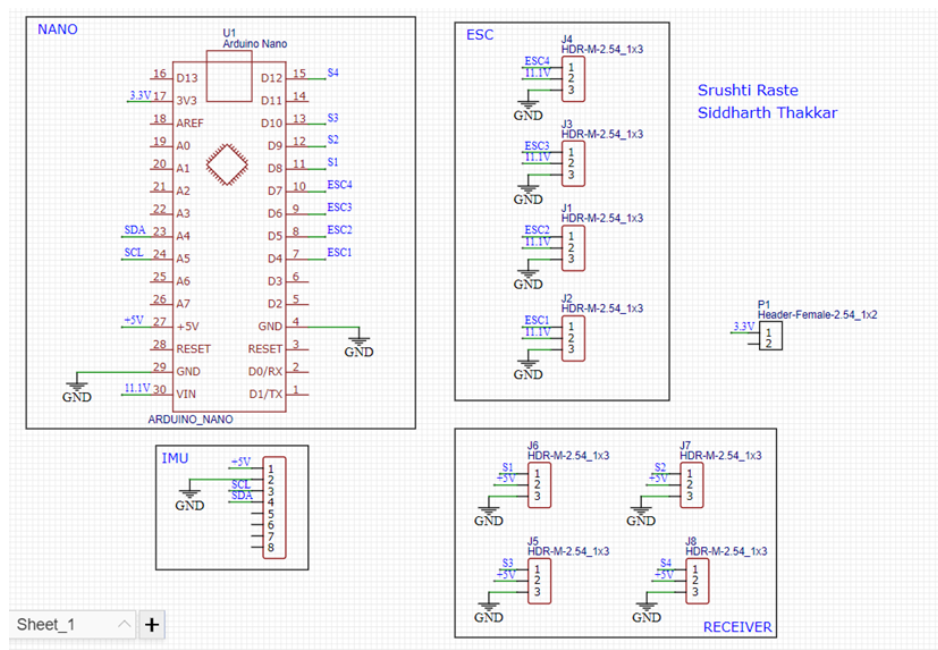 NANO
U1
Arduino Nano
16 D13
D12 15 S4
3.3V 17 3V3
D11 14
18 AREF
D10 13 S3
19 A0
D9 12 S2
20 A1
D8 11 S1
21 A2
D7 10 ESC4
22 A3
D6 9 ESC3
SDA 23 A4
D5 8 ESC2
SCL 24 A5
D4 7 ESC1
25 A6
D3 6
26 A7
D2 5
+5V 27 +5V
GND 4
GND
28 RESET
RESET 3
29 GND
D0/RX 2
GND
11.1V 30 VIN
D1/TX 1
ARDUINO_NANO
ESC
J4
HDR-M-2.54_1x3
ESC4 1
11.1V 2
3
GND
J3
HDR-M-2.54_1x3
ESC3 1
11.1V 2
3
GND
J1
HDR-M-2.54_1x3
ESC2 1
11.1V 2
3
GND
J2
HDR-M-2.54_1x3
ESC1 1
11.1V 2
3
GND
Srushti Raste
Siddharth Thakkar
P1
Header-Female-2.54_1x2
3.3V 1
2
IMU
+5V 1
2
SCL 3
SDA 4
GND
5
6
7
8
J6
HDR-M-2.54_1x3
S1 1
+5V 2
3
GND
J7
HDR-M-2.54_1x3
S2 1
+5V 2
3
GND
J5
HDR-M-2.54_1x3
S3 1
+5V 2
3
GND
J8
HDR-M-2.54_1x3
S4 1
+5V 2
3
GND
RECEIVER
Sheet_1